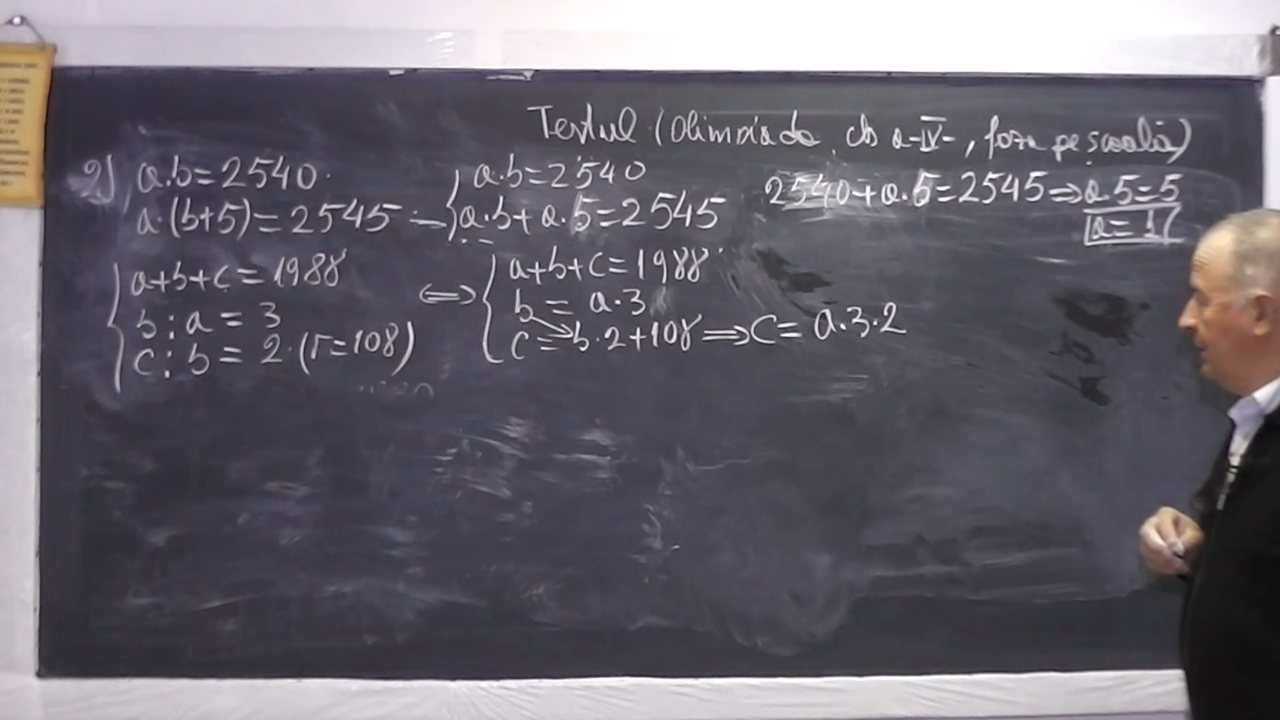 Testul (Olimpiada, cls a-IV-, faza pe școală)
2) a·b=2540
a·(b+5)=2545
a·b=2540
a·b+a·5=2545
2540+a·5=2545⇒a·5=5
a=1
a+b+c=1988
b:a=3
c:b=2·(r=108)
⇔
a+b+c=1988
b=a·3
c=b·2+108⇒c=a·3·2